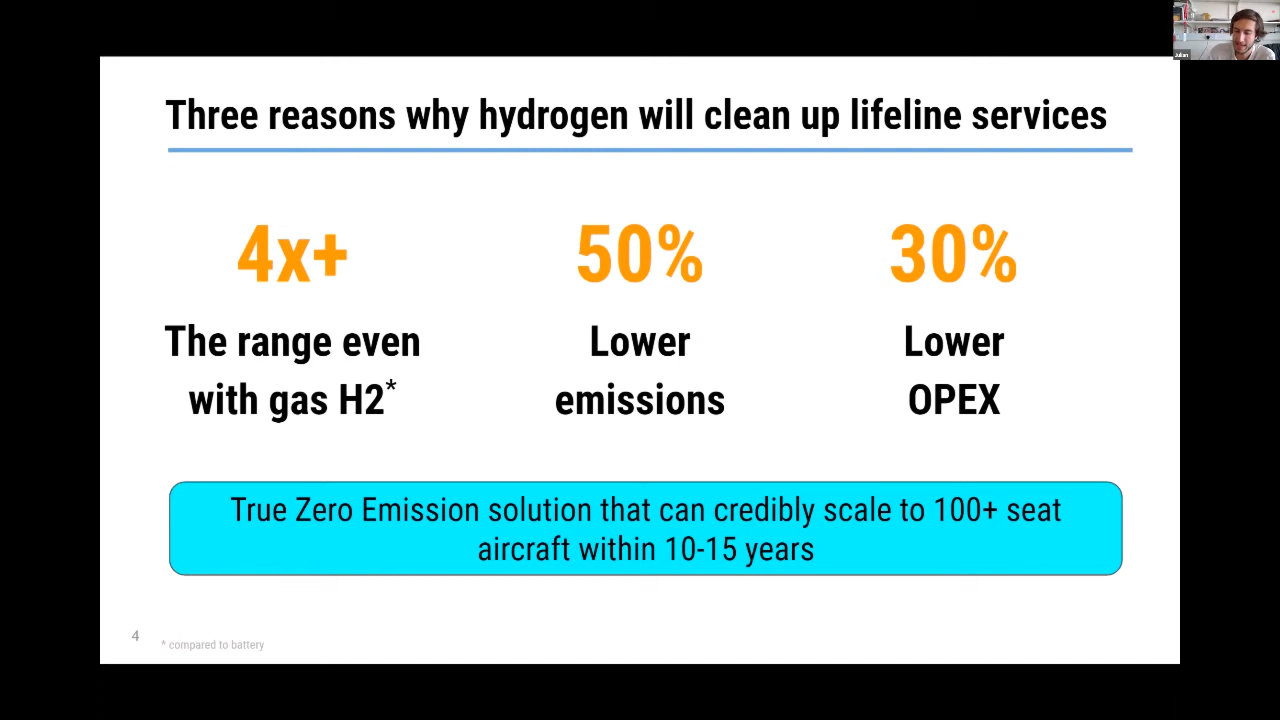 Three reasons why hydrogen will clean up lifeline services
4x+
The range even
with gas H2*
50%
Lower
emissions
30%
Lower
OPEX
True Zero Emission solution that can credibly scale to 100+ seat
aircraft within 10-15 years
4
* compared to battery
Julian